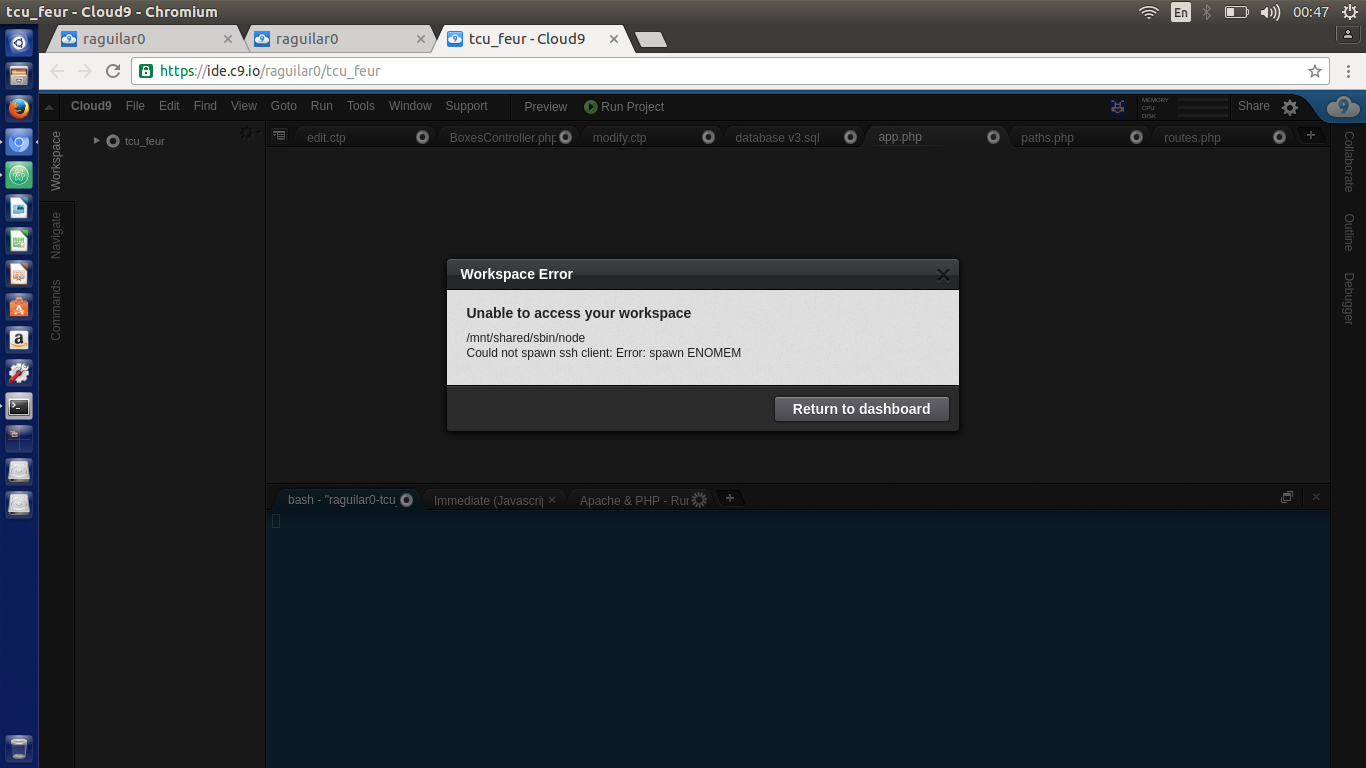 tcu_feur - Cloud9 - Chromium
En
00:47
raguilar0
raguilar0
tcu_feur - Cloud9
https://ide.c9.io/raguilar0/tcu_feur
Cloud9 File Edit Find View Goto Run Tools Window Support Preview Run Project
MEMORY
CPU
DISK
Share
9
Workspace
Navigate
Commands
tcu_feur
edit.ctp BoxesController.php modify.ctp database v3.sql app.php paths.php routes.php
Collaborate
Outline
Debugger
Workspace Error
Unable to access your workspace
/mnt/shared/sbin/node
Could not spawn ssh client: Error: spawn ENOMEM
Return to dashboard
bash - "raguilar0-tcu_ Immediate (Javascrip Apache & PHP - Run